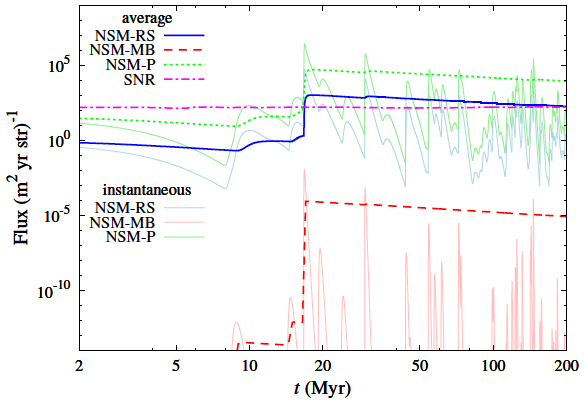 average
NSM-RS
NSM-MB
NSM-P
SNR
instantaneous
NSM-RS
NSM-MB
NSM-P
10^5
10^0
10^-5
10^-10
Flux (m^2 yr str)^-1
2 5 10 20 50 100 200
t (Myr)